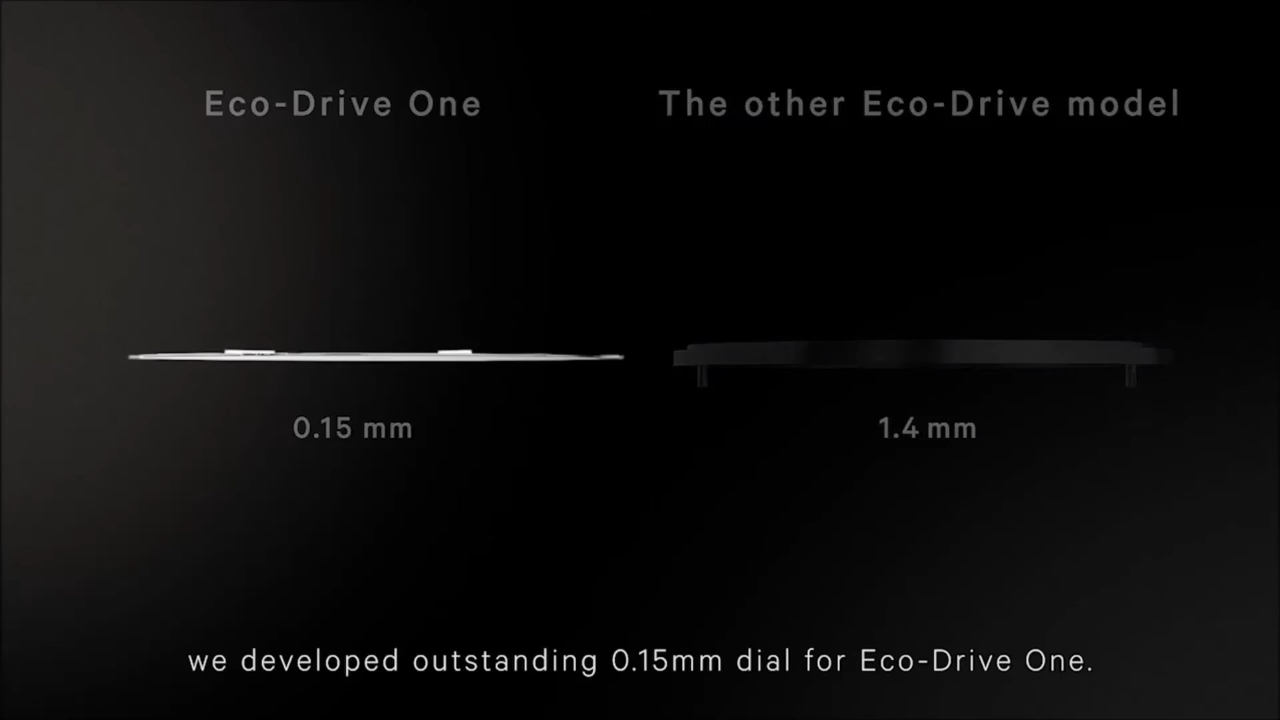 Eco-Drive One
The other Eco-Drive model
0.15 mm
1.4 mm
we developed outstanding 0.15mm dial for Eco-Drive One.